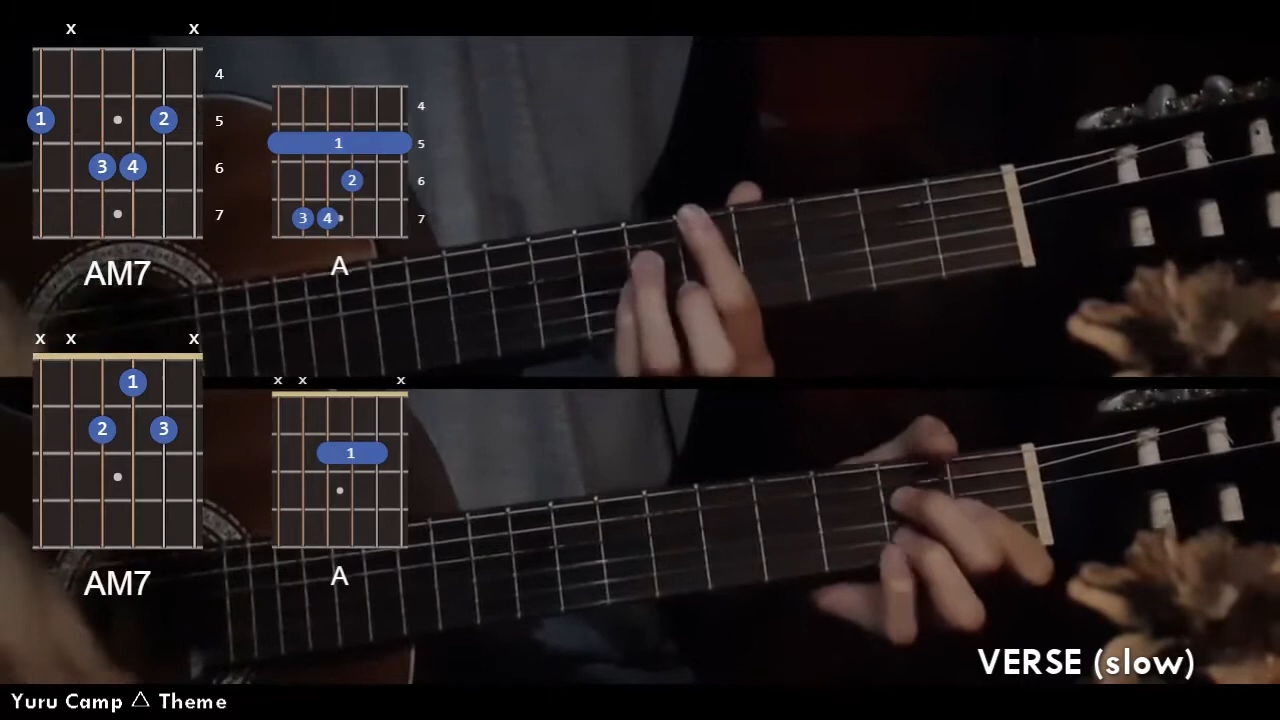 x x
4
1 2 5
3 4 6
7
AM7
4
1 5
2 6
3 4 7
A
x x x
1
2 3
AM7
x x x
1
A
VERSE (slow)
Yuru Camp △ Theme